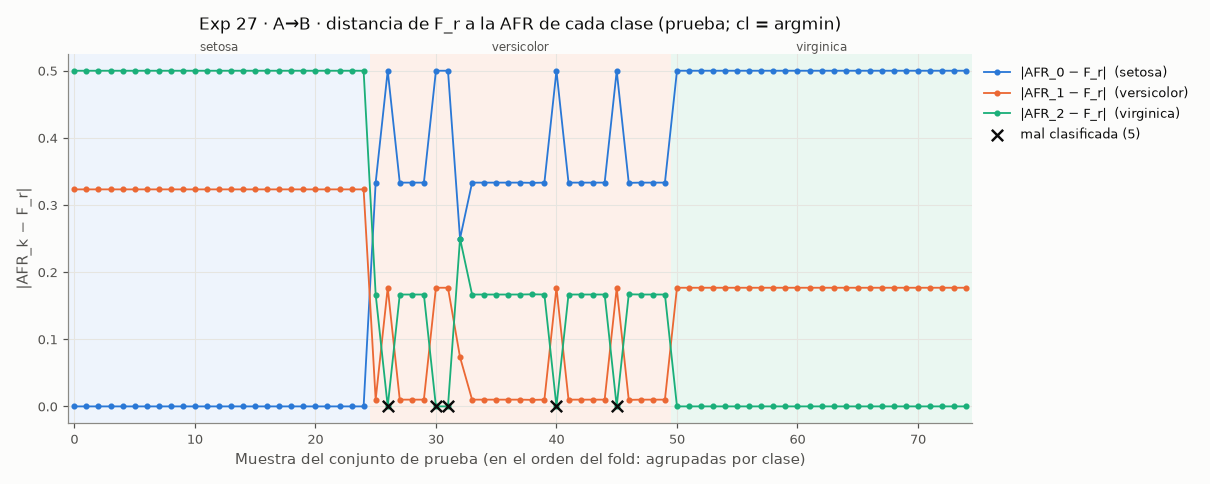 Exp 27 · A→B · distancia de F_r a la AFR de cada clase (prueba; cl = argmin)
setosa
versicolor
virginica
|AFR_k − F_r|
0.5
0.4
0.3
0.2
0.1
0.0
0
10
20
30
40
50
60
70
Muestra del conjunto de prueba (en el orden del fold: agrupadas por clase)
|AFR_0 − F_r| (setosa)
|AFR_1 − F_r| (versicolor)
|AFR_2 − F_r| (virginica)
mal clasificada (5)